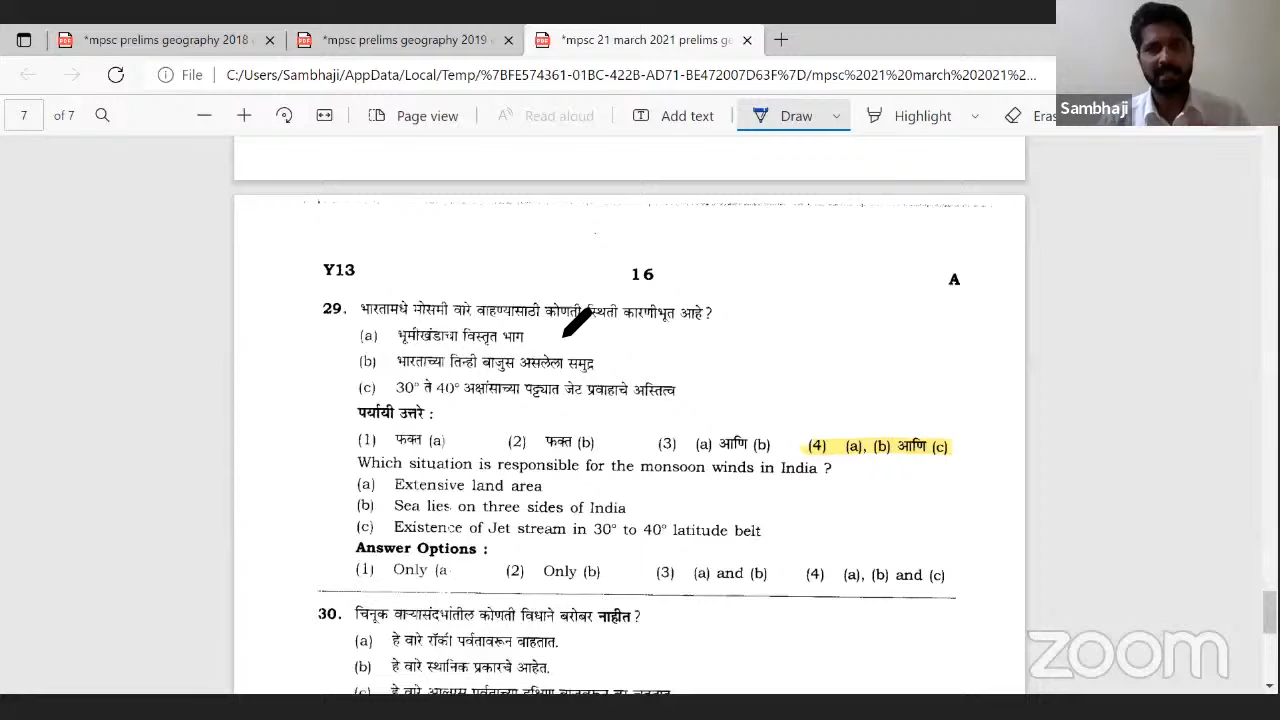 *mpsc prelims geography 2018
*mpsc prelims geography 2019
*mpsc 21 march 2021 prelims ge
File
C:/Users/Sambhaji/AppData/Local/Temp/%7BFE574361-01BC-422B-AD71-BE472007D63F%7D/mpsc%2021%20march%202021%2...
Sambhaji
7 of 7
Page view
Read aloud
Add text
Draw
Highlight
Eras
Y13 16 A
29. भारतामधे मोसमी वारे वाहण्यासाठी कोणती स्थिती कारणीभूत आहे ?
(a) भूमीखंडाचा विस्तृत भाग
(b) भारताच्या तिन्ही बाजुस असलेला समुद्र
(c) 30° ते 40° अक्षांसाच्या पट्ट्यात जेट प्रवाहाचे अस्तित्व
पर्यायी उत्तरे :
(1) फक्त (a) (2) फक्त (b) (3) (a) आणि (b) (4) (a), (b) आणि (c)
Which situation is responsible for the monsoon winds in India ?
(a) Extensive land area
(b) Sea lies on three sides of India
(c) Existence of Jet stream in 30° to 40° latitude belt
Answer Options :
(1) Only (a (2) Only (b) (3) (a) and (b) (4) (a), (b) and (c)
30. चिनूक वाऱ्यासंदर्भातील कोणती विधाने बरोबर नाहीत ?
(a) हे वारे रॉकी पर्वतावरून वाहतात.
(b) हे वारे स्थानिक प्रकारचे आहेत.
zoom